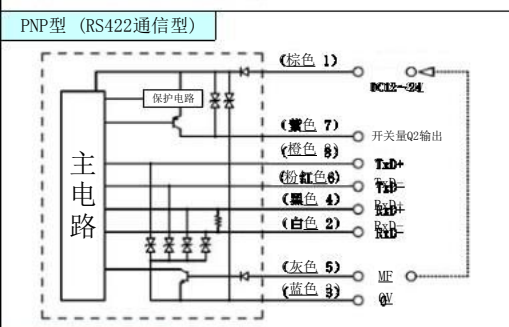 PNP型 (RS422通信型)
(棕色 1)
DC12~24
保护电路
(紫色 7)
开关量Q2输出
(橙色 8)
TxD+
主电路
(粉红色6)
TxD-
(黑色 4)
RxD+
(白色 2)
RxD-
(灰色 5)
MF
(蓝色 3)
0V